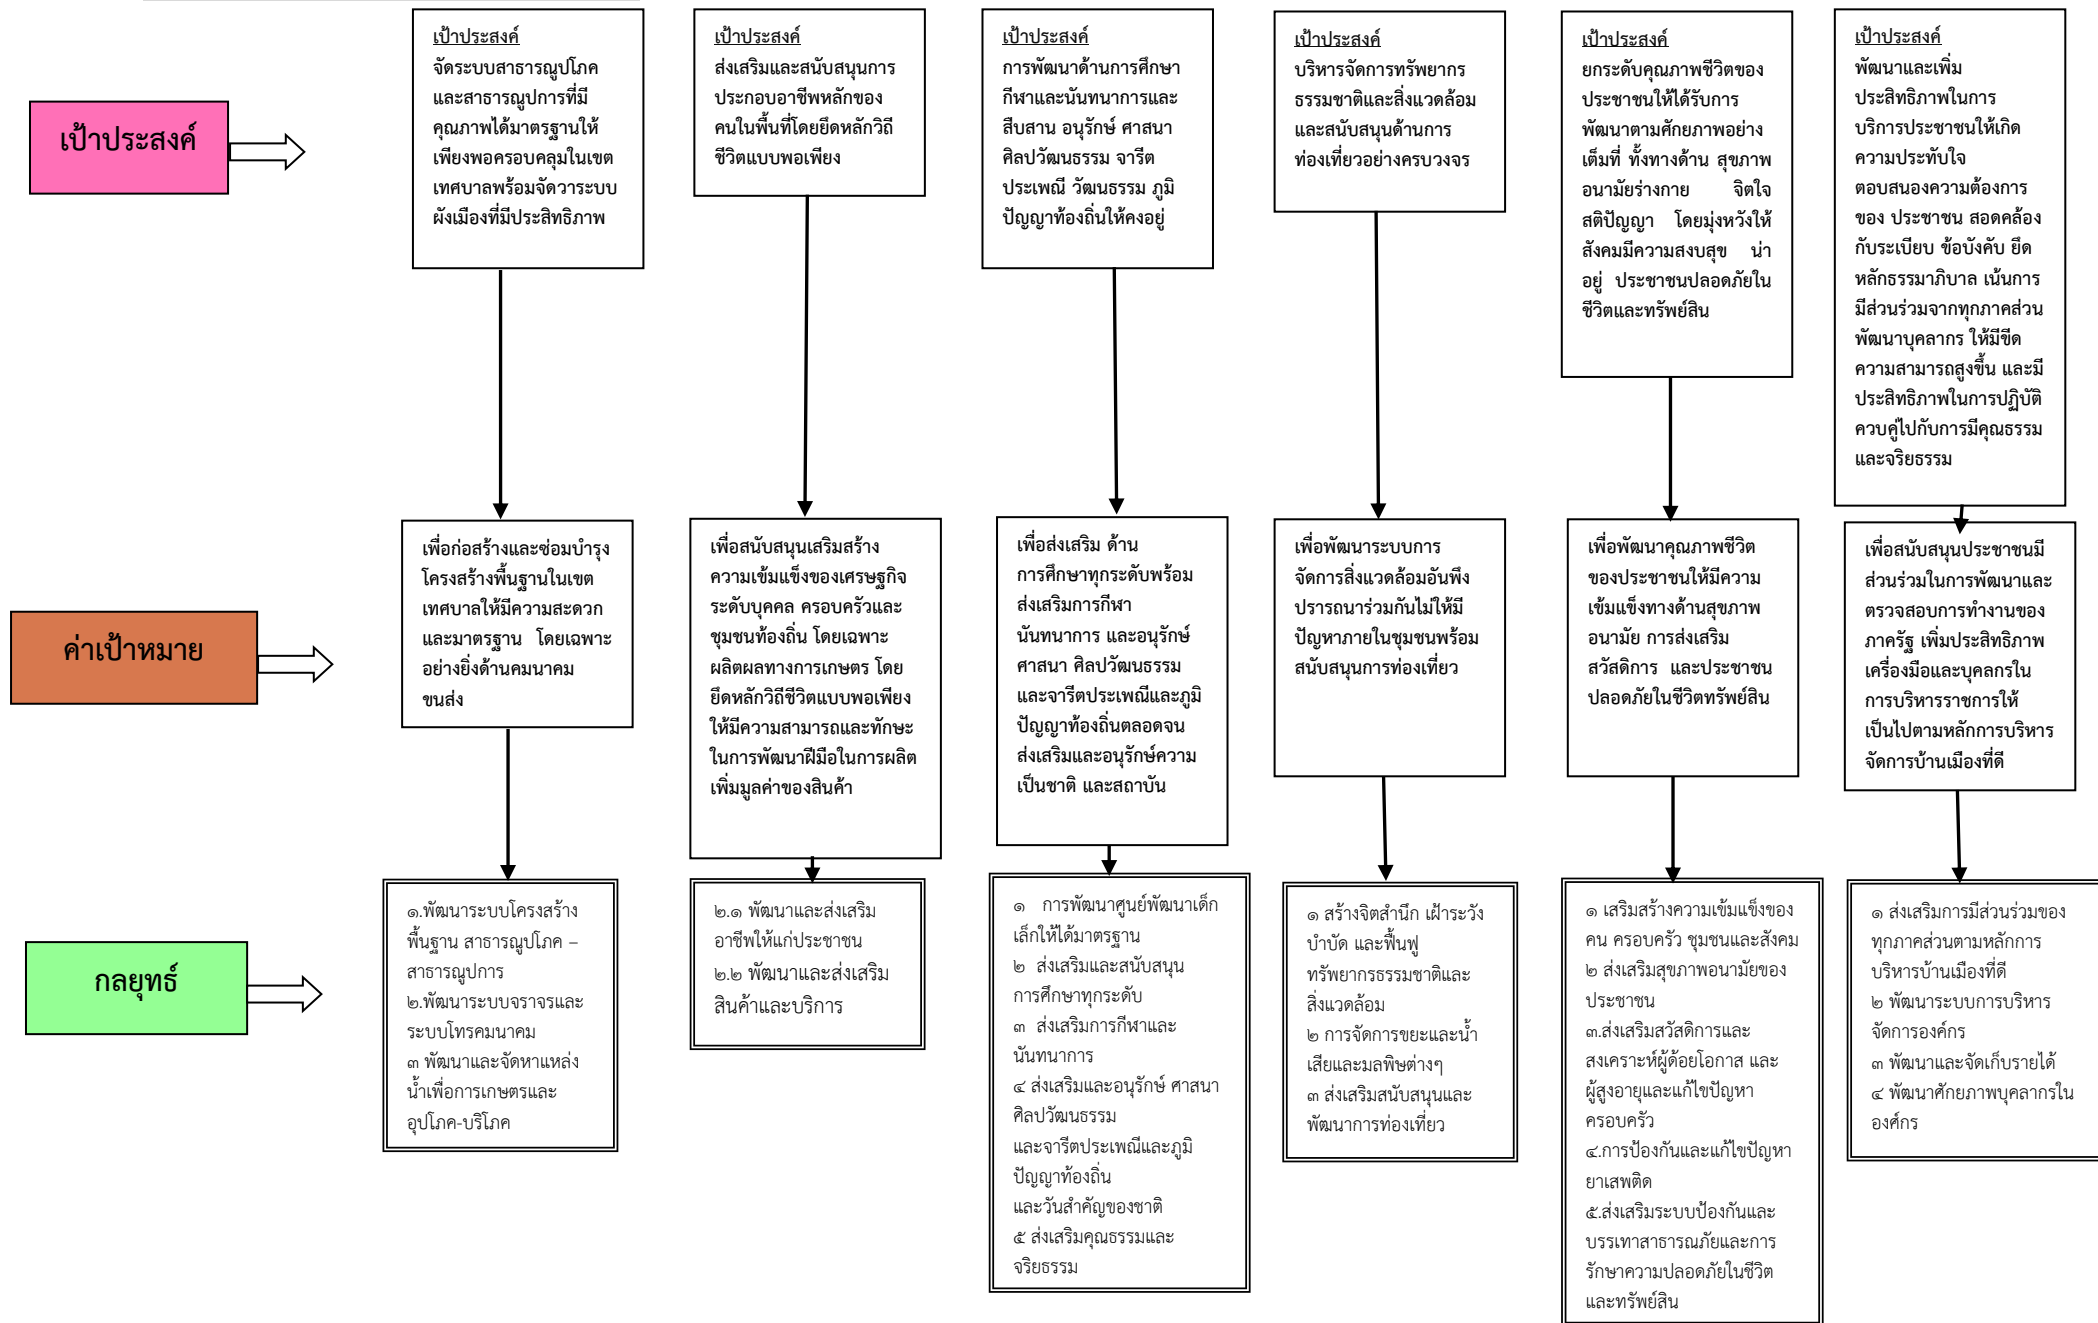 เป้าประสงค์
เป้าประสงค์
จัดระบบสาธารณูปโภค
และสาธารณูปการที่มี
คุณภาพได้มาตรฐานให้
เพียงพอครอบคลุมในเขต
เทศบาลพร้อมจัดวาระบบ
ผังเมืองที่มีประสิทธิภาพ
เป้าประสงค์
ส่งเสริมและสนับสนุนการ
ประกอบอาชีพหลักของ
คนในพื้นที่โดยยึดหลักวิถี
ชีวิตแบบพอเพียง
เป้าประสงค์
การพัฒนาด้านการศึกษา
กีฬาและนันทนาการและ
สืบสาน อนุรักษ์ ศาสนา
ศิลปวัฒนธรรม จารีต
ประเพณี วัฒนธรรม ภูมิ
ปัญญาท้องถิ่นให้คงอยู่
เป้าประสงค์
บริหารจัดการทรัพยากร
ธรรมชาติและสิ่งแวดล้อม
และสนับสนุนด้านการ
ท่องเที่ยวอย่างครบวงจร
เป้าประสงค์
ยกระดับคุณภาพชีวิตของ
ประชาชนให้ได้รับการ
พัฒนาตามศักยภาพอย่าง
เต็มที่ ทั้งทางด้าน สุขภาพ
อนามัยร่างกาย จิตใจ
สติปัญญา โดยมุ่งหวังให้
สังคมมีความสงบสุข น่า
อยู่ ประชาชนปลอดภัยใน
ชีวิตและทรัพย์สิน
เป้าประสงค์
พัฒนาและเพิ่ม
ประสิทธิภาพในการ
บริการประชาชนให้เกิด
ความประทับใจ
ตอบสนองความต้องการ
ของ ประชาชน สอดคล้อง
กับระเบียบ ข้อบังคับ ยึด
หลักธรรมาภิบาล เน้นการ
มีส่วนร่วมจากทุกภาคส่วน
พัฒนาบุคลากร ให้มีขีด
ความสามารถสูงขึ้น และมี
ประสิทธิภาพในการปฏิบัติ
ควบคู่ไปกับการมีคุณธรรม
และจริยธรรม
ค่าเป้าหมาย
เพื่อก่อสร้างและซ่อมบำรุง
โครงสร้างพื้นฐานในเขต
เทศบาลให้มีความสะดวก
และมาตรฐาน โดยเฉพาะ
อย่างยิ่งด้านคมนาคม
ขนส่ง
เพื่อสนับสนุนเสริมสร้าง
ความเข้มแข็งของเศรษฐกิจ
ระดับบุคคล ครอบครัวและ
ชุมชนท้องถิ่น โดยเฉพาะ
ผลิตผลทางการเกษตร โดย
ยึดหลักวิถีชีวิตแบบพอเพียง
ให้มีความสามารถและทักษะ
ในการพัฒนาฝีมือในการผลิต
เพิ่มมูลค่าของสินค้า
เพื่อส่งเสริม ด้าน
การศึกษาทุกระดับพร้อม
ส่งเสริมการกีฬา
นันทนาการ และอนุรักษ์
ศาสนา ศิลปวัฒนธรรม
และจารีตประเพณีและภูมิ
ปัญญาท้องถิ่นตลอดจน
ส่งเสริมและอนุรักษ์ความ
เป็นชาติ และสถาบัน
เพื่อพัฒนาระบบการ
จัดการสิ่งแวดล้อมอันพึง
ปรารถนาร่วมกันไม่ให้มี
ปัญหาภายในชุมชนพร้อม
สนับสนุนการท่องเที่ยว
เพื่อพัฒนาคุณภาพชีวิต
ของประชาชนให้มีความ
เข้มแข็งทางด้านสุขภาพ
อนามัย การส่งเสริม
สวัสดิการ และประชาชน
ปลอดภัยในชีวิตทรัพย์สิน
เพื่อสนับสนุนประชาชนมี
ส่วนร่วมในการพัฒนาและ
ตรวจสอบการทำงานของ
ภาครัฐ เพิ่มประสิทธิภาพ
เครื่องมือและบุคลกรใน
การบริหารราชการให้
เป็นไปตามหลักการบริหาร
จัดการบ้านเมืองที่ดี
กลยุทธ์
๑.พัฒนาระบบโครงสร้าง
พื้นฐาน สาธารณูปโภค –
สาธารณูปการ
๒.พัฒนาระบบจราจรและ
ระบบโทรคมนาคม
๓ พัฒนาและจัดหาแหล่ง
น้ำเพื่อการเกษตรและ
อุปโภค-บริโภค
๒.๑ พัฒนาและส่งเสริม
อาชีพให้แก่ประชาชน
๒.๒ พัฒนาและส่งเสริม
สินค้าและบริการ
๑ การพัฒนาศูนย์พัฒนาเด็ก
เล็กให้ได้มาตรฐาน
๒ ส่งเสริมและสนับสนุน
การศึกษาทุกระดับ
๓ ส่งเสริมการกีฬาและ
นันทนาการ
๔ ส่งเสริมและอนุรักษ์ ศาสนา
ศิลปวัฒนธรรม
และจารีตประเพณีและภูมิ
ปัญญาท้องถิ่น
และวันสำคัญของชาติ
๕ ส่งเสริมคุณธรรมและ
จริยธรรม
๑ สร้างจิตสำนึก เฝ้าระวัง
บำบัด และฟื้นฟู
ทรัพยากรธรรมชาติและ
สิ่งแวดล้อม
๒ การจัดการขยะและน้ำ
เสียและมลพิษต่างๆ
๓ ส่งเสริมสนับสนุนและ
พัฒนาการท่องเที่ยว
๑ เสริมสร้างความเข้มแข็งของ
คน ครอบครัว ชุมชนและสังคม
๒ ส่งเสริมสุขภาพอนามัยของ
ประชาชน
๓.ส่งเสริมสวัสดิการและ
สงเคราะห์ผู้ด้อยโอกาส และ
ผู้สูงอายุและแก้ไขปัญหา
ครอบครัว
๔.การป้องกันและแก้ไขปัญหา
ยาเสพติด
๕.ส่งเสริมระบบป้องกันและ
บรรเทาสาธารณภัยและการ
รักษาความปลอดภัยในชีวิต
และทรัพย์สิน
๑ ส่งเสริมการมีส่วนร่วมของ
ทุกภาคส่วนตามหลักการ
บริหารบ้านเมืองที่ดี
๒ พัฒนาระบบการบริหาร
จัดการองค์กร
๓ พัฒนาและจัดเก็บรายได้
๔ พัฒนาศักยภาพบุคลากรใน
องศ์กร